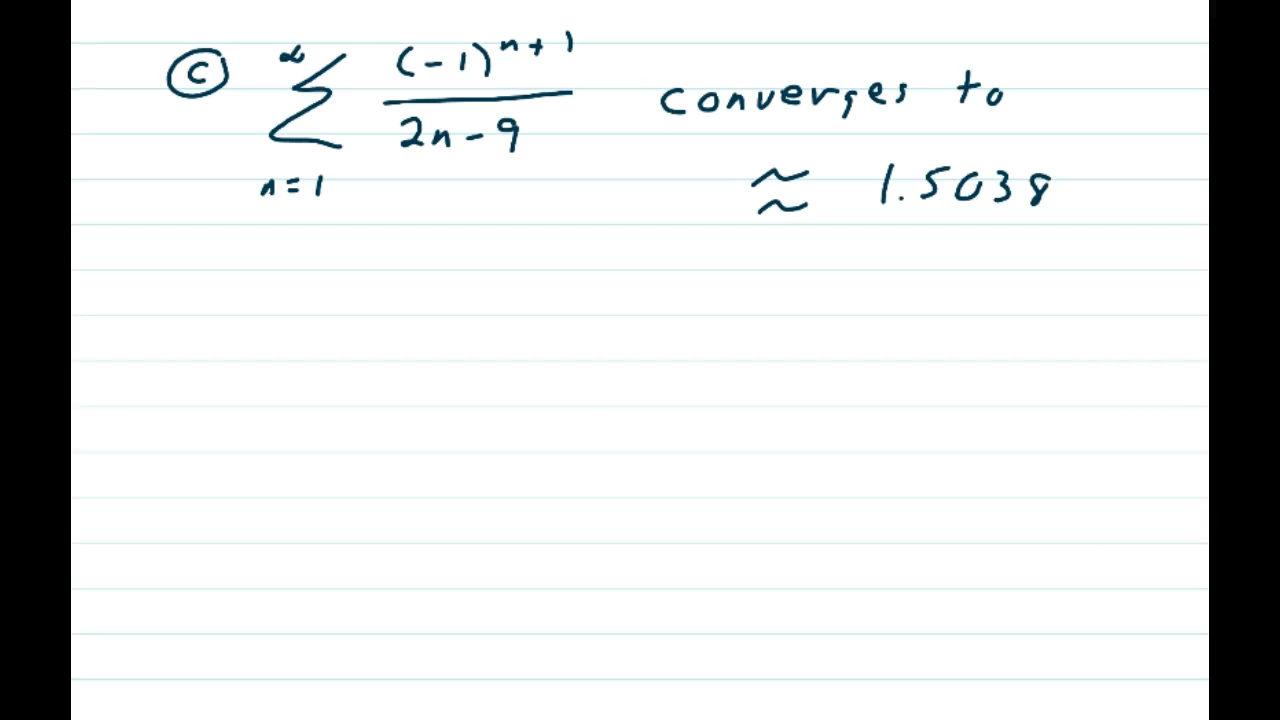 ⓒ ∞ ∑ n=1 (-1)^{n+1} / 2n-9 converges to
≈ 1.5038